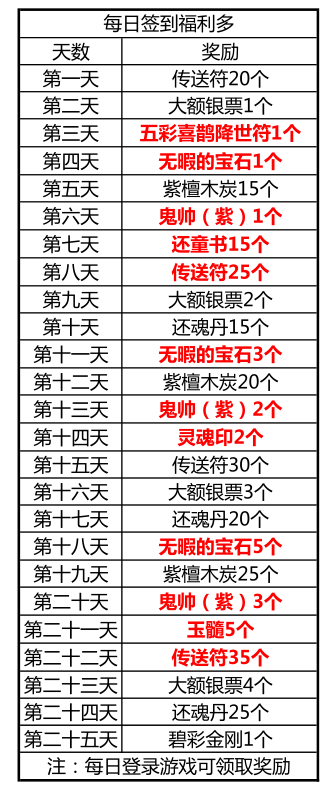 每日签到福利多
天数 奖励
第一天 传送符20个
第二天 大额银票1个
第三天 五彩喜鹊降世符1个
第四天 无暇的宝石1个
第五天 紫檀木炭15个
第六天 鬼帅（紫）1个
第七天 还童书15个
第八天 传送符25个
第九天 大额银票2个
第十天 还魂丹15个
第十一天 无暇的宝石3个
第十二天 紫檀木炭20个
第十三天 鬼帅（紫）2个
第十四天 灵魂印2个
第十五天 传送符30个
第十六天 大额银票3个
第十七天 还魂丹20个
第十八天 无暇的宝石5个
第十九天 紫檀木炭25个
第二十天 鬼帅（紫）3个
第二十一天 玉髓5个
第二十二天 传送符35个
第二十三天 大额银票4个
第二十四天 还魂丹25个
第二十五天 碧彩金刚1个
注：每日登录游戏可领取奖励